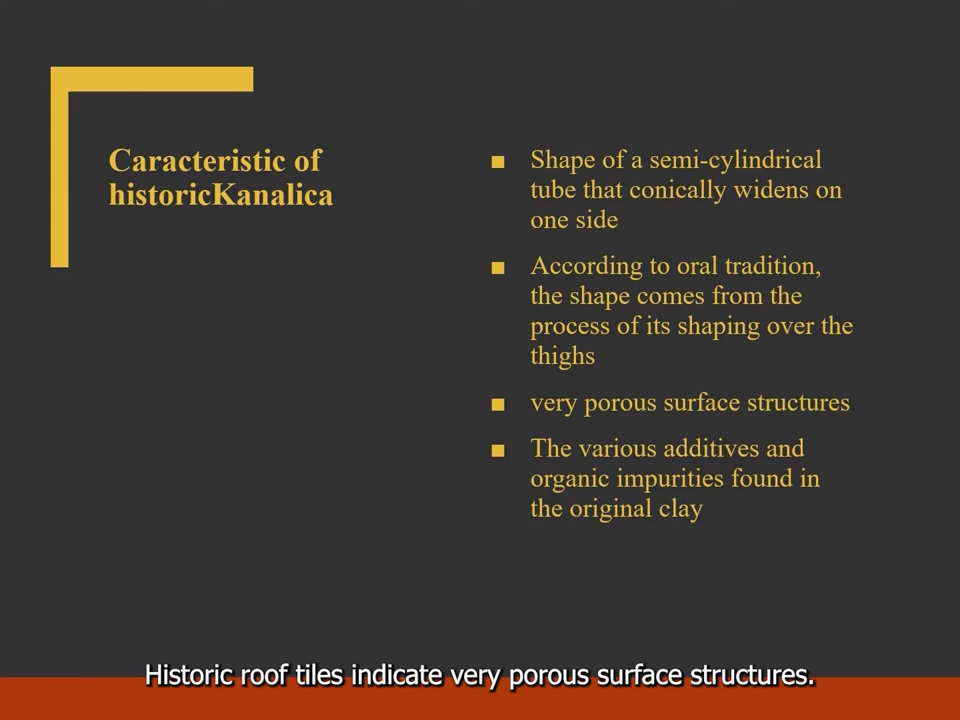 Caracteristic of
historicKanalica
■ Shape of a semi-cylindrical
tube that conically widens on
one side
■ According to oral tradition,
the shape comes from the
process of its shaping over the
thighs
■ very porous surface structures
■ The various additives and
organic impurities found in
the original clay
Historic roof tiles indicate very porous surface structures.